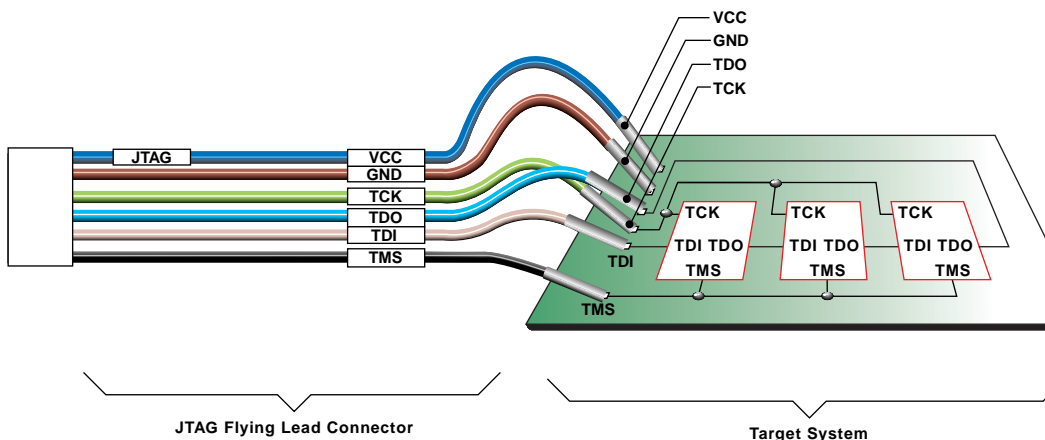 VCC
GND
TDO
TCK
JTAG
VCC
GND
TCK
TDO
TDI
TMS
TDI
TMS
TCK
TDI TDO
TMS
TCK
TDI TDO
TMS
TCK
TDI TDO
TMS
JTAG Flying Lead Connector
Target System